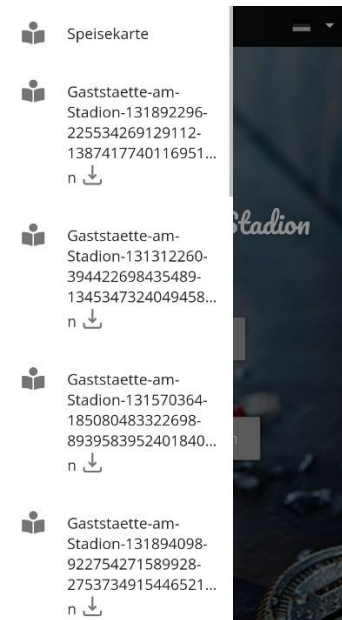 Speisekarte
Gaststaette-am-
Stadion-131892296-
225534269129112-
1387417740116951...
n
Gaststaette-am-
Stadion-131312260-
394422698435489-
1345347324049458...
n
Gaststaette-am-
Stadion-131570364-
185080483322698-
8939583952401840...
n
Gaststaette-am-
Stadion-131894098-
922754271589928-
2753734915446521...
n
Stadion